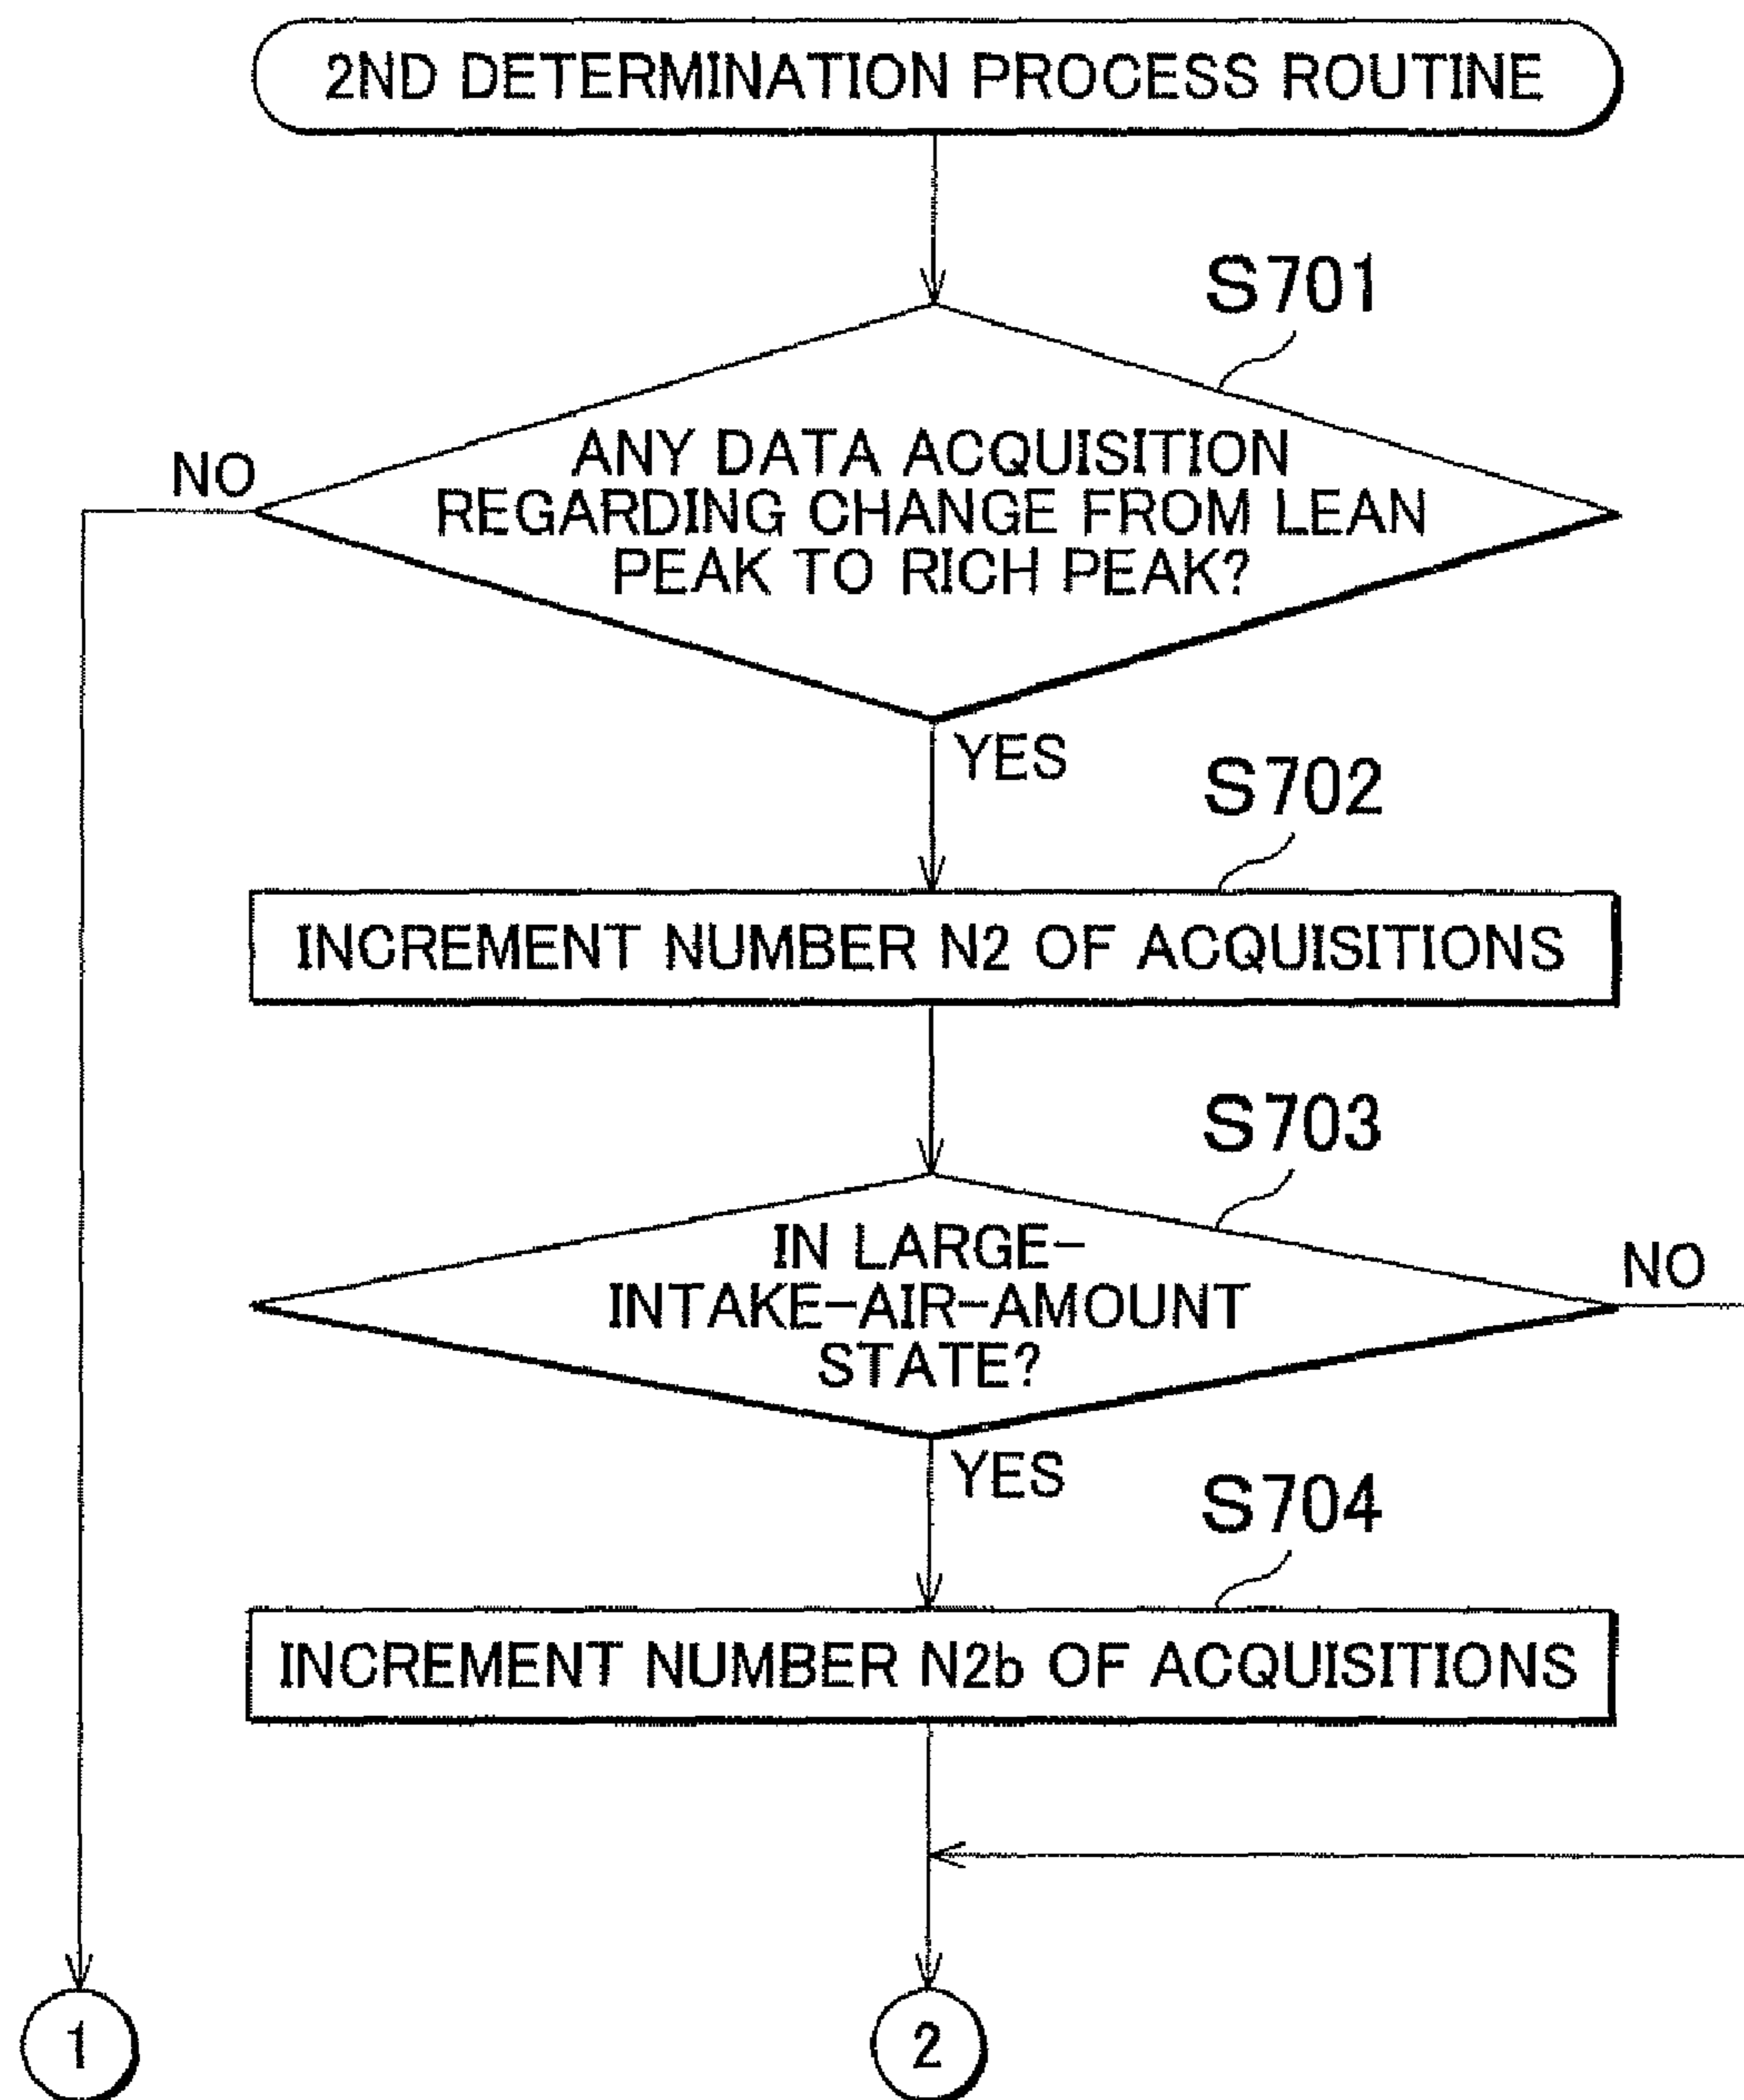 2ND DETERMINATION PROCESS ROUTINE
S701
ANY DATA ACQUISITION
REGARDING CHANGE FROM LEAN
PEAK TO RICH PEAK?
NO
YES
S702
INCREMENT NUMBER N2 OF ACQUISITIONS
S703
IN LARGE-
INTAKE-AIR-AMOUNT
STATE?
NO
YES
S704
INCREMENT NUMBER N2b OF ACQUISITIONS
1
2